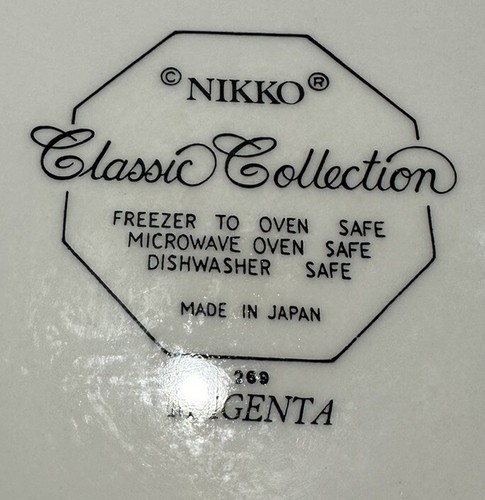 © NIKKO ®
Classic Collection
FREEZER TO OVEN SAFE
MICROWAVE OVEN SAFE
DISHWASHER SAFE
MADE IN JAPAN
269